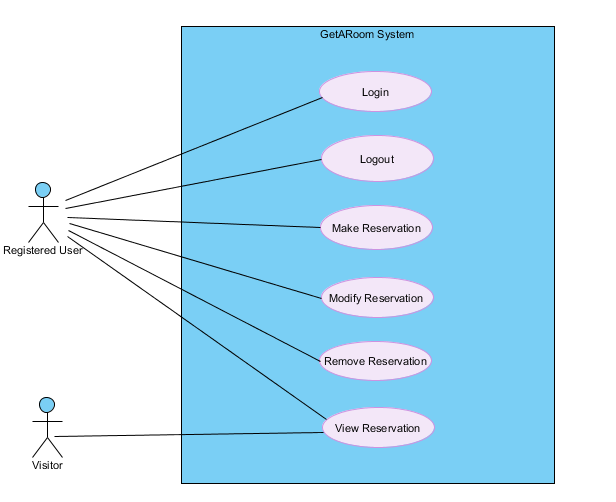 GetARoom System
Login
Logout
Make Reservation
Modify Reservation
Remove Reservation
View Reservation
Registered User
Visitor